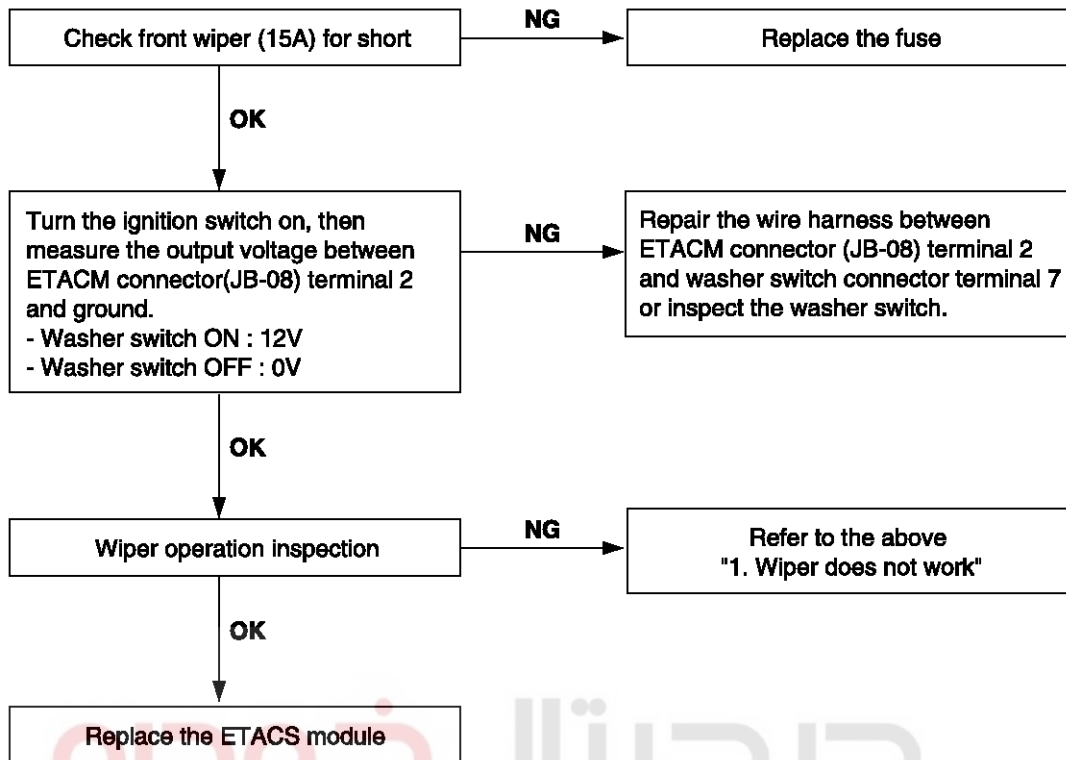 Check front wiper (15A) for short
NG
Replace the fuse
OK
Turn the ignition switch on, then
measure the output voltage between
ETACM connector(JB-08) terminal 2
and ground.
- Washer switch ON : 12V
- Washer switch OFF : 0V
NG
Repair the wire harness between
ETACM connector (JB-08) terminal 2
and washer switch connector terminal 7
or inspect the washer switch.
OK
Wiper operation inspection
NG
Refer to the above
"1. Wiper does not work"
OK
Replace the ETACS module